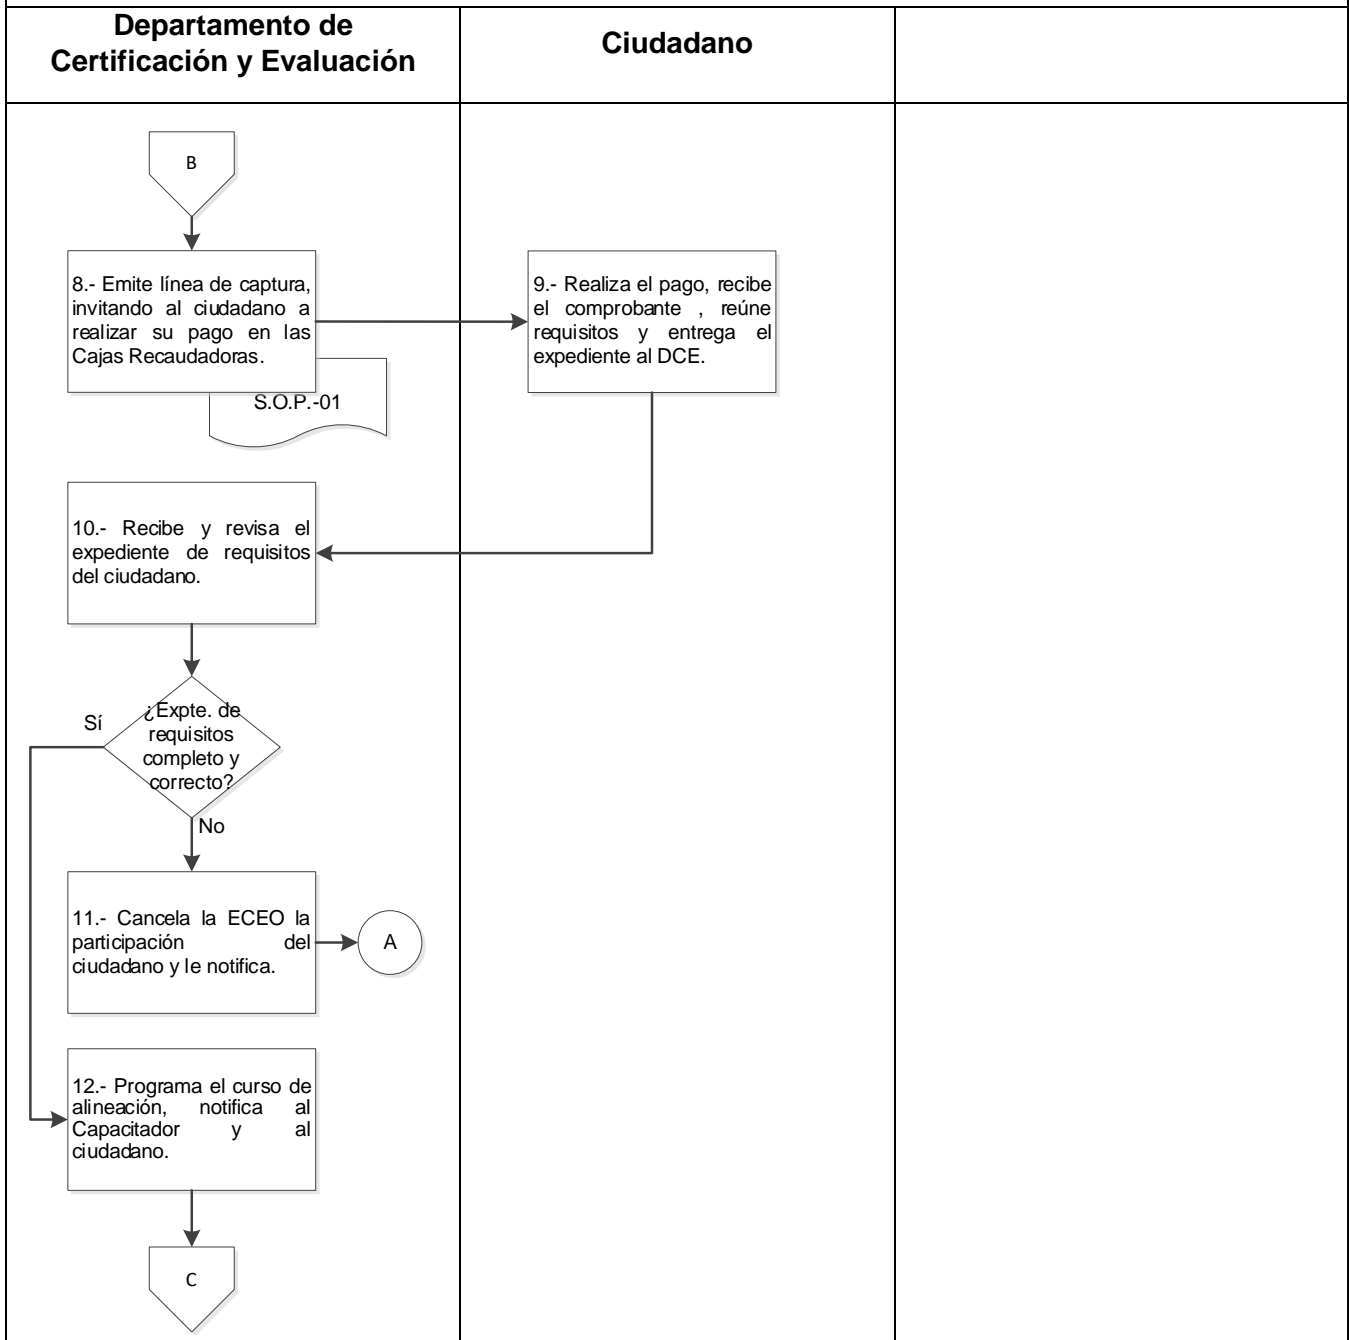 Departamento de
Certificación y Evaluación
Ciudadano
B
8.- Emite línea de captura,
invitando al ciudadano a
realizar su pago en las
Cajas Recaudadoras.
S.O.P.-01
9.- Realiza el pago, recibe
el comprobante , reúne
requisitos y entrega el
expediente al DCE.
10.- Recibe y revisa el
expediente de requisitos
del ciudadano.
Sí
¿Expte. de
requisitos
completo y
correcto?
No
11.- Cancela la ECEO la
participación del
ciudadano y le notifica.
A
12.- Programa el curso de
alineación, notifica al
Capacitador y al
ciudadano.
C